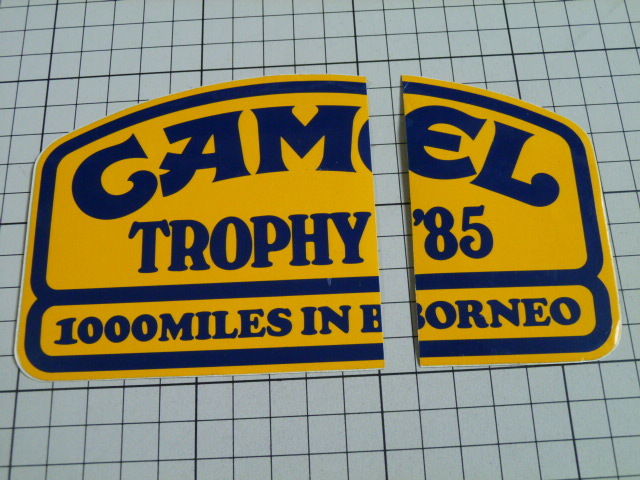 CAMEL
TROPHY '85
1000MILES IN BORNEO